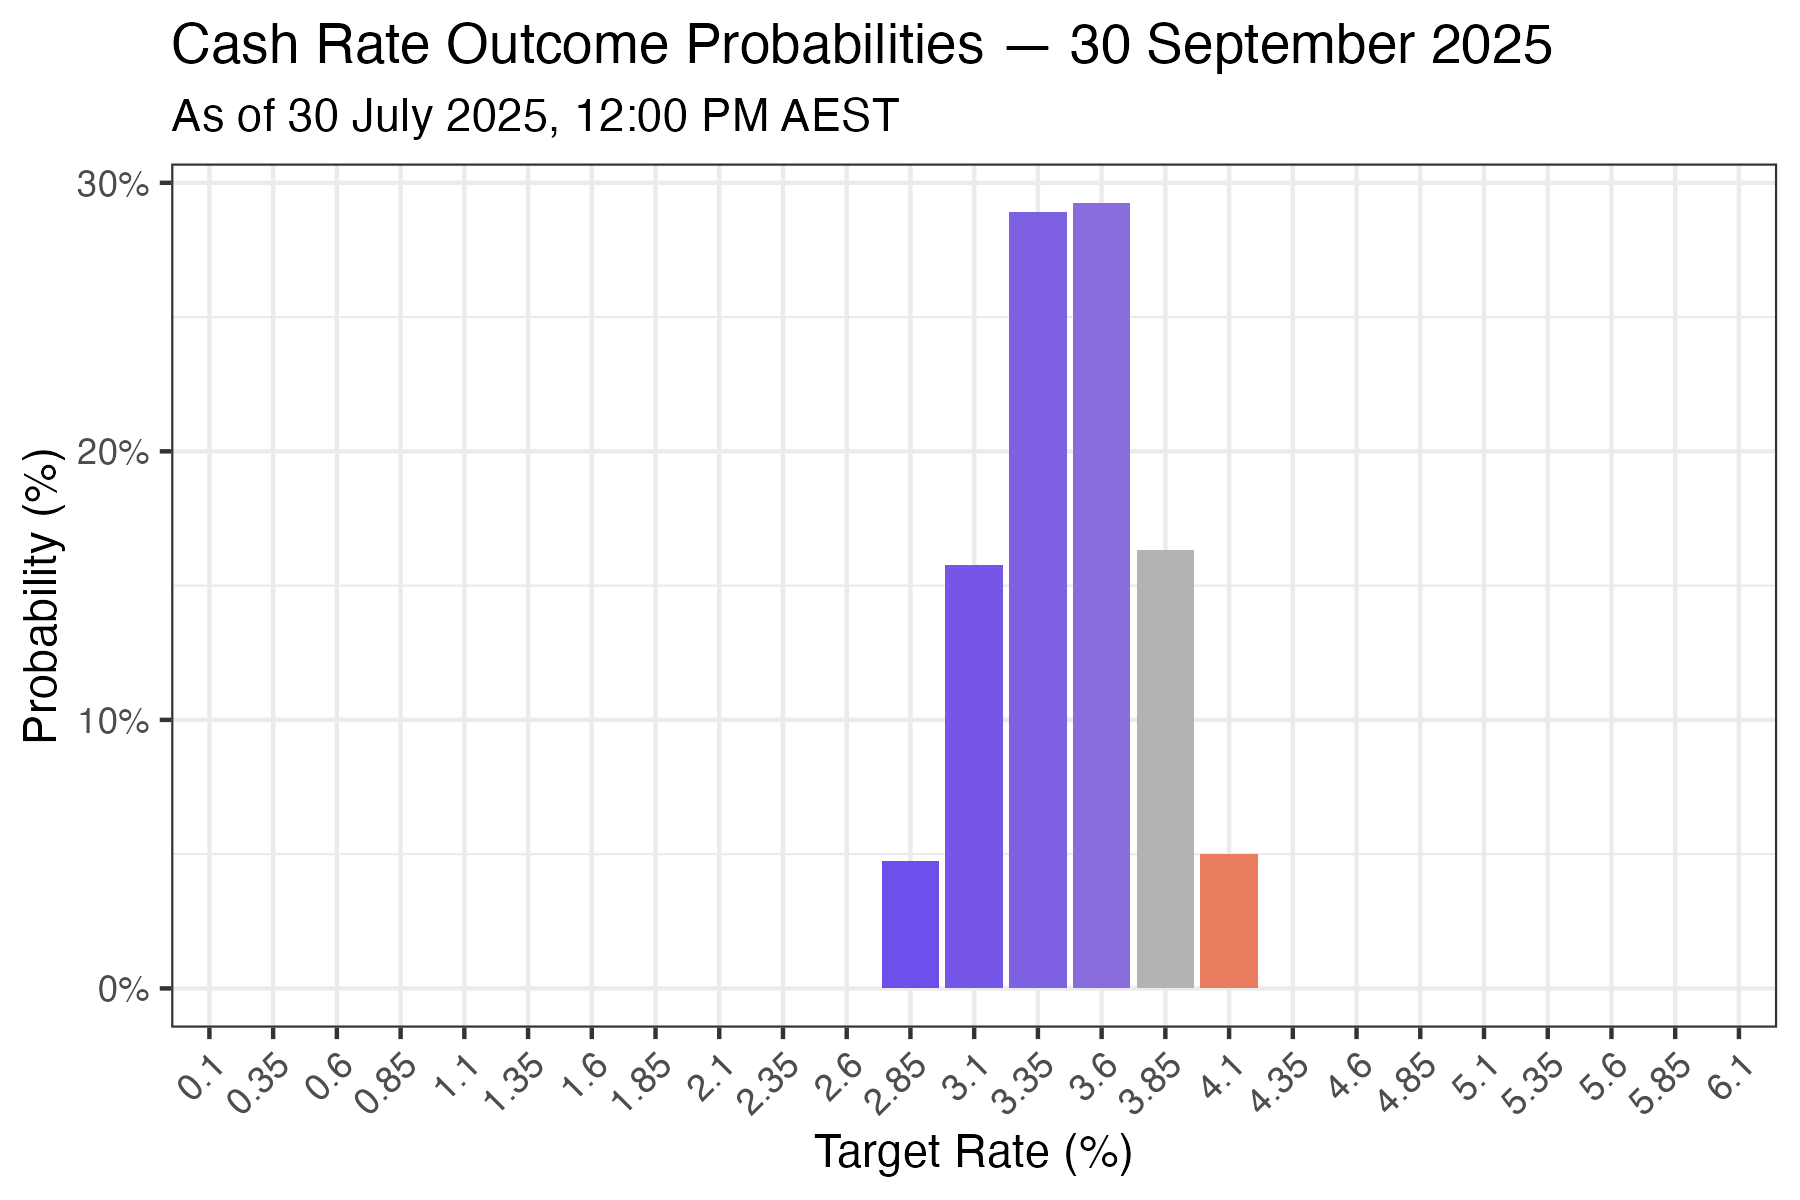 Cash Rate Outcome Probabilities — 30 September 2025
As of 30 July 2025, 12:00 PM AEST
Probability (%)
30%
20%
10%
0%
0.1 0.35 0.6 0.85 1.1 1.35 1.6 1.85 2.1 2.35 2.6 2.85 3.1 3.35 3.6 3.85 4.1 4.35 4.6 4.85 5.1 5.35 5.6 5.85 6.1
Target Rate (%)